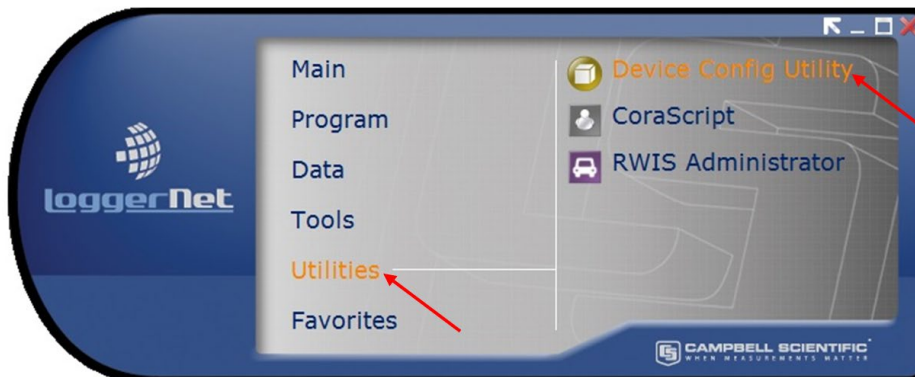 LoggerNet
Main
Program
Data
Tools
Utilities
Favorites
Device Config Utility
CoraScript
RWIS Administrator
CAMPBELL SCIENTIFIC
WHEN MEASUREMENTS MATTER